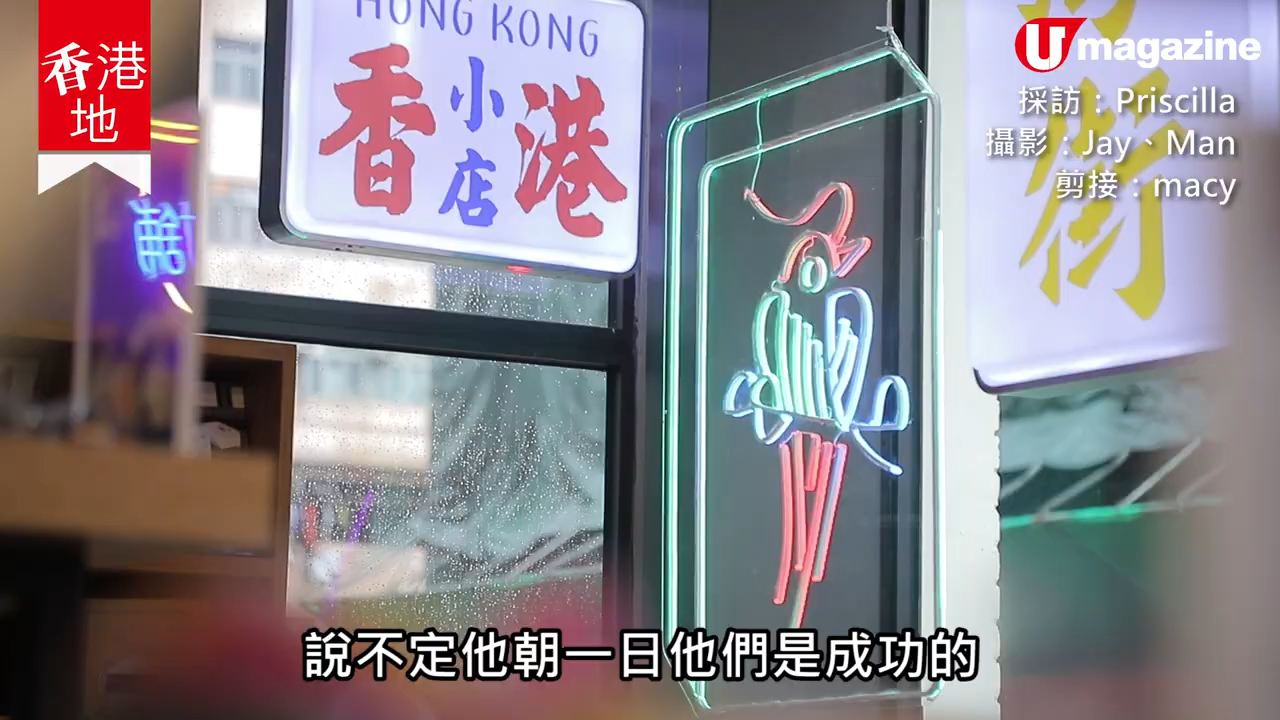 香港
地
HONG KONG
香小店港
U magazine
採訪：Priscilla
攝影：Jay、Man
剪接：macy
街
說不定他朝一日他們是成功的